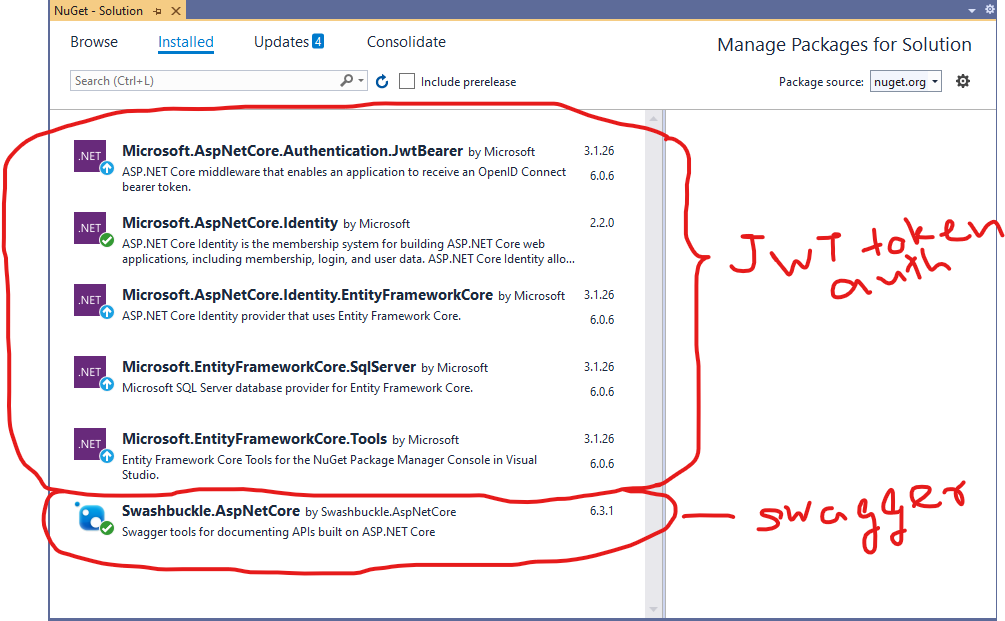 NuGet - Solution
Browse Installed Updates 4 Consolidate
Manage Packages for Solution
Search (Ctrl+L)
Include prerelease
Package source: nuget.org
.NET
Microsoft.AspNetCore.Authentication.JwtBearer by Microsoft 3.1.26
ASP.NET Core middleware that enables an application to receive an OpenID Connect 6.0.6
bearer token.
.NET
Microsoft.AspNetCore.Identity by Microsoft 2.2.0
ASP.NET Core Identity is the membership system for building ASP.NET Core web
applications, including membership, login, and user data. ASP.NET Core Identity allo...
.NET
Microsoft.AspNetCore.Identity.EntityFrameworkCore by Microsoft 3.1.26
ASP.NET Core Identity provider that uses Entity Framework Core. 6.0.6
.NET
Microsoft.EntityFrameworkCore.SqlServer by Microsoft 3.1.26
Microsoft SQL Server database provider for Entity Framework Core. 6.0.6
.NET
Microsoft.EntityFrameworkCore.Tools by Microsoft 3.1.26
Entity Framework Core Tools for the NuGet Package Manager Console in Visual 6.0.6
Studio.
Swashbuckle.AspNetCore by Swashbuckle.AspNetCore 6.3.1
Swagger tools for documenting APIs built on ASP.NET Core
JWT token
auth
swagger